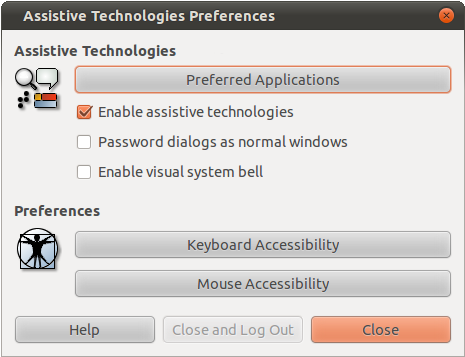 Assistive Technologies Preferences
Assistive Technologies
Preferred Applications
Enable assistive technologies
Password dialogs as normal windows
Enable visual system bell
Preferences
Keyboard Accessibility
Mouse Accessibility
Help Close and Log Out Close